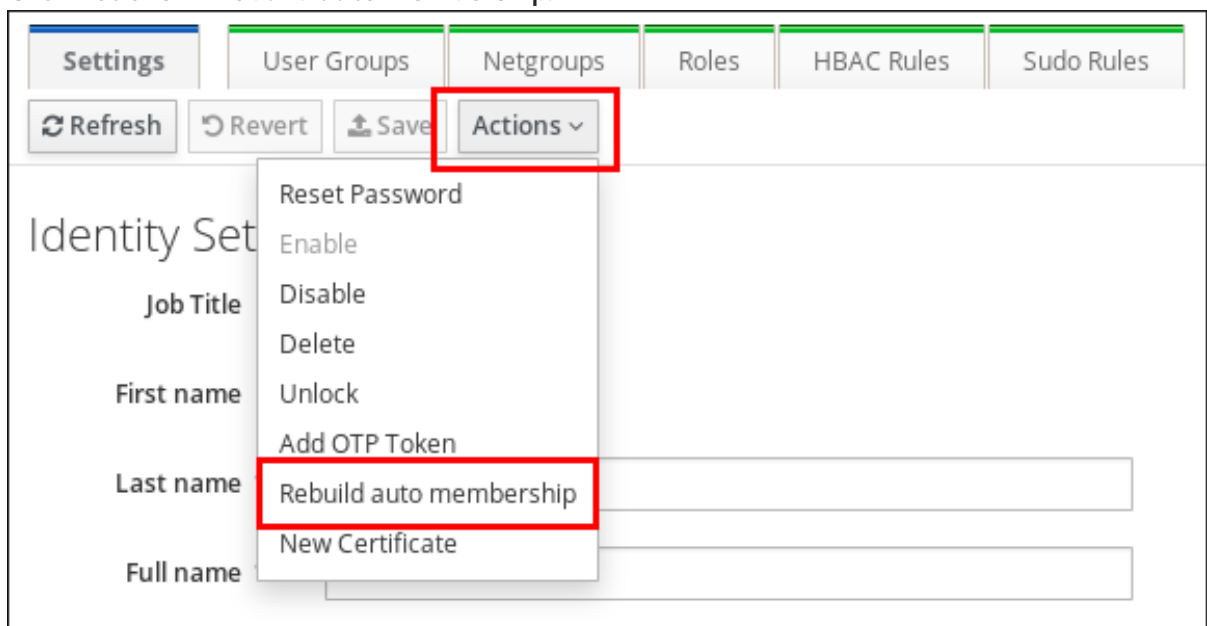 Settings User Groups Netgroups Roles HBAC Rules Sudo Rules
Refresh Revert Save Actions
Reset Password
Identity Set
Enable
Job Title Disable
Delete
First name Unlock
Add OTP Token
Last name Rebuild auto membership
New Certificate
Full name